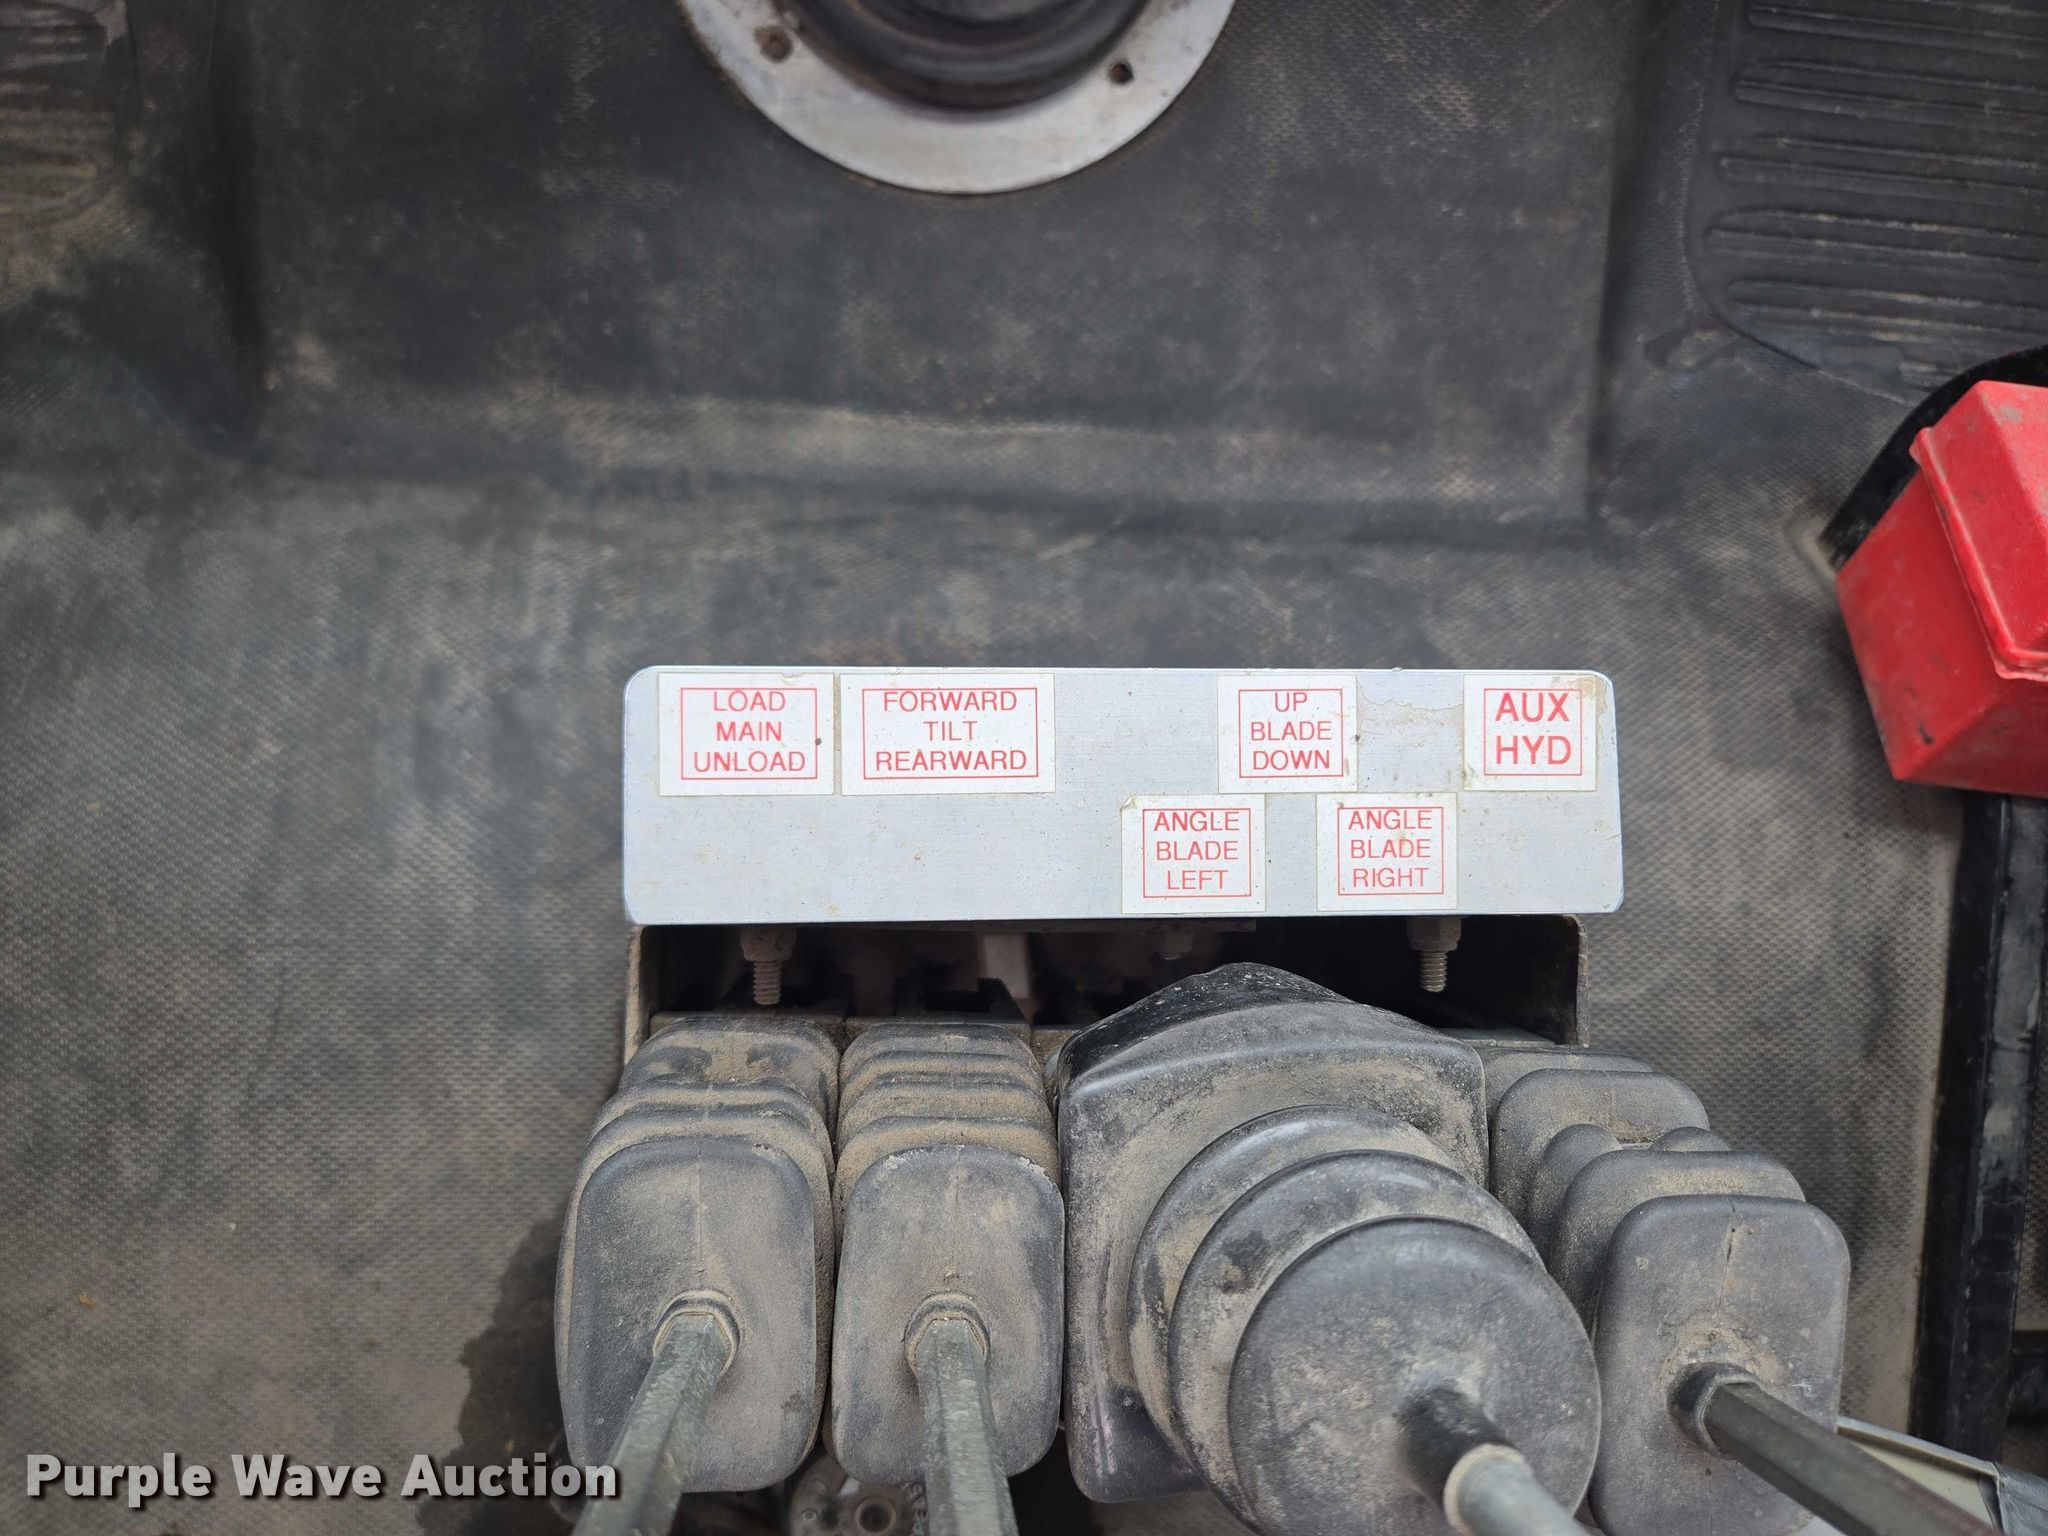 LOAD
MAIN
UNLOAD
FORWARD
TILT
REARWARD
UP
BLADE
DOWN
AUX
HYD
ANGLE
BLADE
LEFT
ANGLE
BLADE
RIGHT
Purple Wave Auction